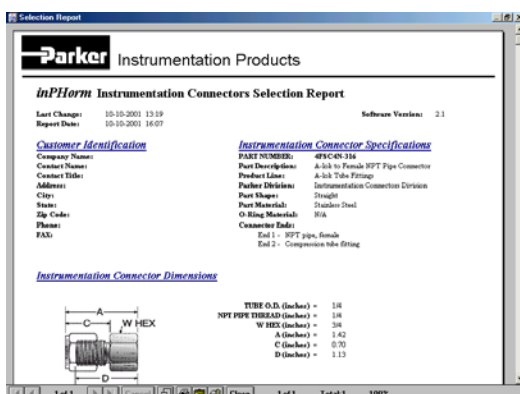 Selection Report
Parker Instrumentation Products
inPHorm Instrumentation Connectors Selection Report
Last Change: 10-10-2001 13:19 Software Version: 2.1
Report Date: 10-10-2001 16:07
Customer Identification
Company Name:
Contact Name:
Contact Title:
Address:
City:
State:
Zip Code:
Phone:
FAX:
Instrumentation Connector Specifications
PART NUMBER: 4FSC4N-316
Part Description: A-lok to Female NPT Pipe Connector
Product Line: A-lok Tube Fittings
Parker Division: Instrumentation Connectors Division
Part Shape: Straight
Part Material: Stainless Steel
O-Ring Material: N/A
Connector Ends:
End 1 - NPT pipe, female
End 2 - Compression tube fitting
Instrumentation Connector Dimensions
A
C
W HEX
D
TUBE O.D. (inches) = 1/4
NPT PIPE THREAD (inches) = 1/4
W HEX (inches) = 3/4
A (inches) = 1.42
C (inches) = 0.70
D (inches) = 1.13
1 of 1 Cancel Close 1 of 1 Total:1 100%